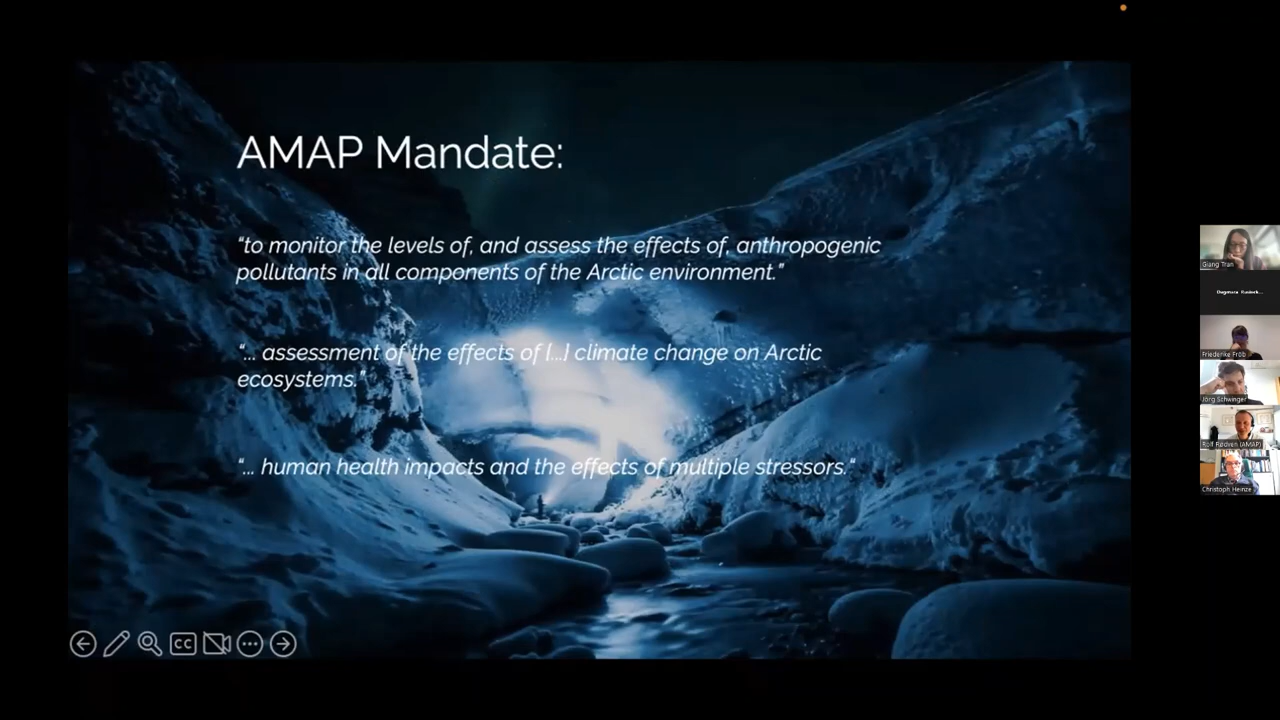 AMAP Mandate:
“to monitor the levels of, and assess the effects of, anthropogenic
pollutants in all components of the Arctic environment.”
“... assessment of the effects of [...] climate change on Arctic
ecosystems.”
“... human health impacts and the effects of multiple stressors.“
CC
Giang Tran
Friederike Fröb
Jörg Schwinger
Rolf Rødven (AMAP)
Christoph Heinze